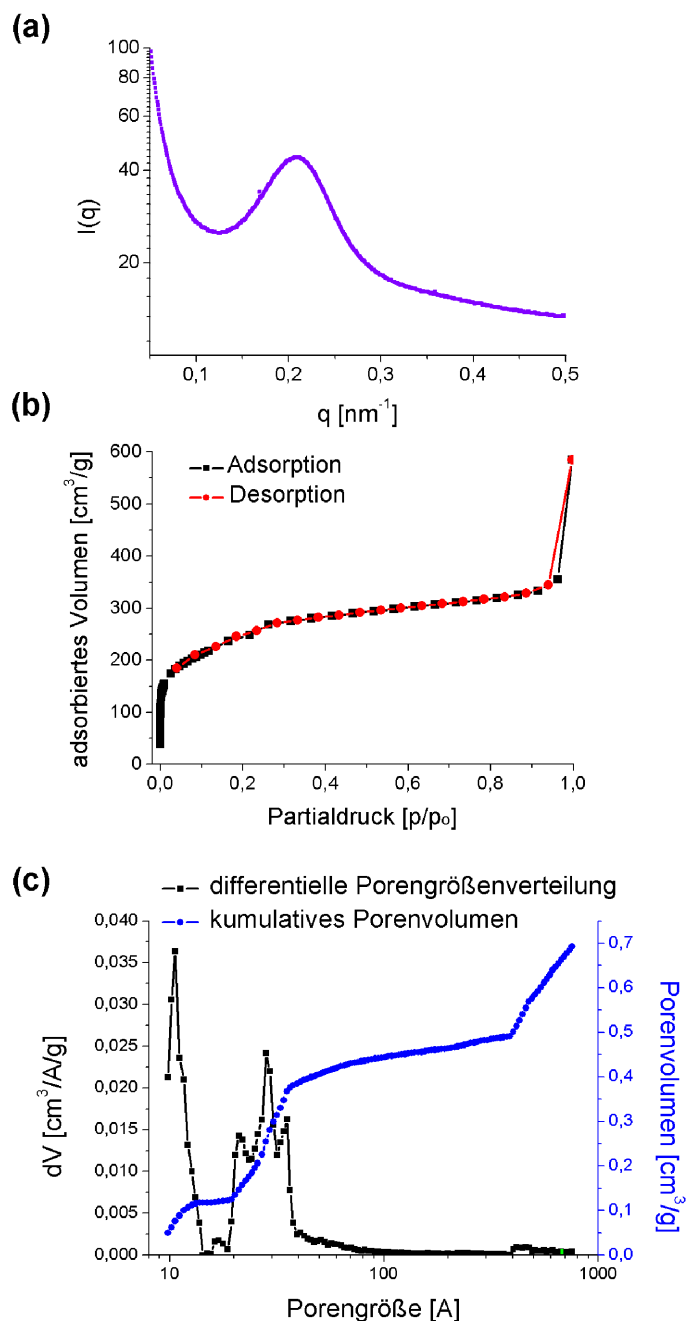 (a)
100
80
60
40
20
I(q)
0,1 0,2 0,3 0,4 0,5
q [nm⁻¹]
(b)
600
500
400
300
200
100
0
adsorbiertes Volumen [cm³/g]
Adsorption
Desorption
0,0 0,2 0,4 0,6 0,8 1,0
Partialdruck [p/p₀]
(c)
differentielle Porengrößenverteilung
kumulatives Porenvolumen
0,040
0,035
0,030
0,025
0,020
0,015
0,010
0,005
0,000
dV [cm³/A/g]
0,7
0,6
0,5
0,4
0,3
0,2
0,1
0,0
Porenvolumen [cm³/g]
10 100 1000
Porengröße [A]